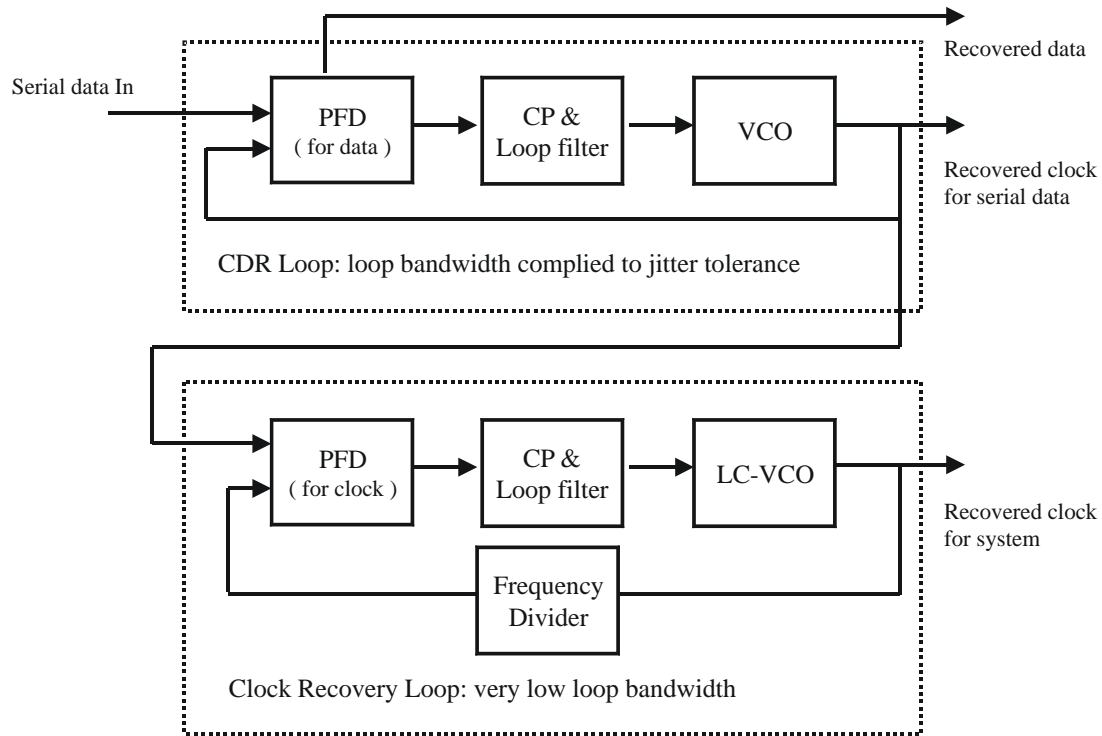 Recovered data
Serial data In
PFD
( for data )
CP &
Loop filter
VCO
Recovered clock
for serial data
CDR Loop: loop bandwidth complied to jitter tolerance
PFD
( for clock )
CP &
Loop filter
LC-VCO
Recovered clock
for system
Frequency
Divider
Clock Recovery Loop: very low loop bandwidth